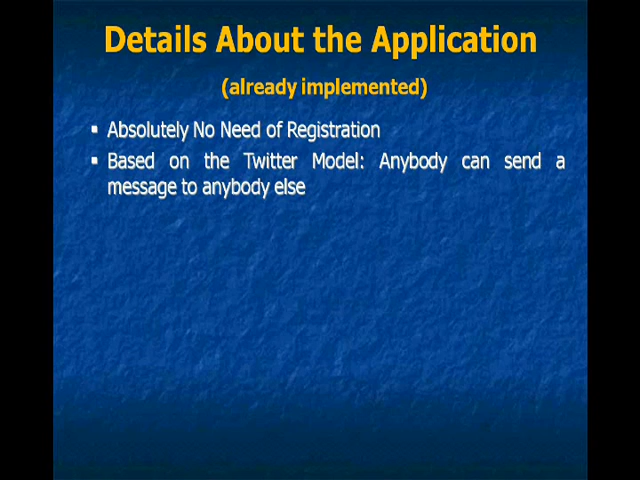 Details About the Application
(already implemented)
▪ Absolutely No Need of Registration
▪ Based on the Twitter Model: Anybody can send a
message to anybody else